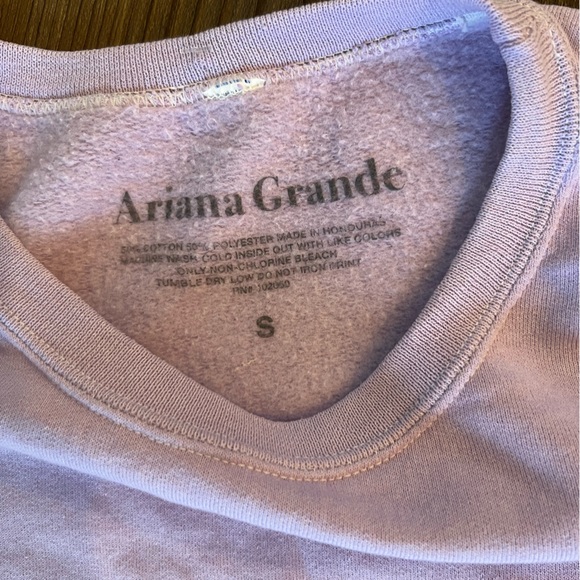 Ariana Grande
50% COTTON 50% POLYESTER MADE IN HONDURAS
MACHINE WASH COLD INSIDE OUT WITH LIKE COLORS
ONLY NON-CHLORINE BLEACH
TUMBLE DRY LOW DO NOT IRON PRINT
RN#
S